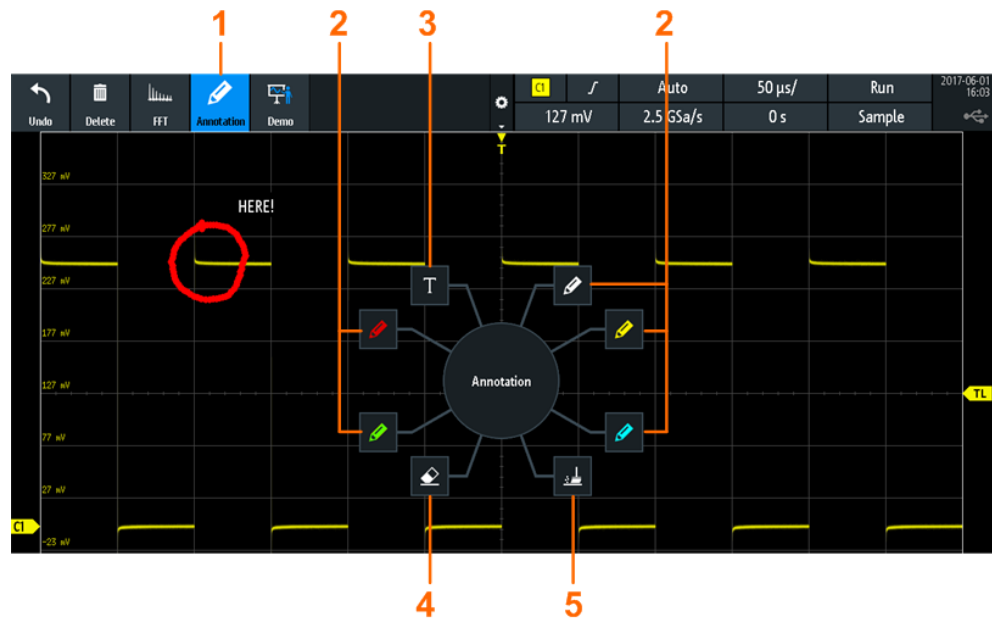 1 2 3 2
Undo Delete FFT Annotation Demo
C1 Auto 50 µs/ Run
127 mV 2.5 GSa/s 0 s Sample
2017-06-01
16:03
T
327 mV
HERE!
277 mV
227 mV
T
177 mV
Annotation
127 mV
TL
77 mV
27 mV
C1
-23 mV
4 5